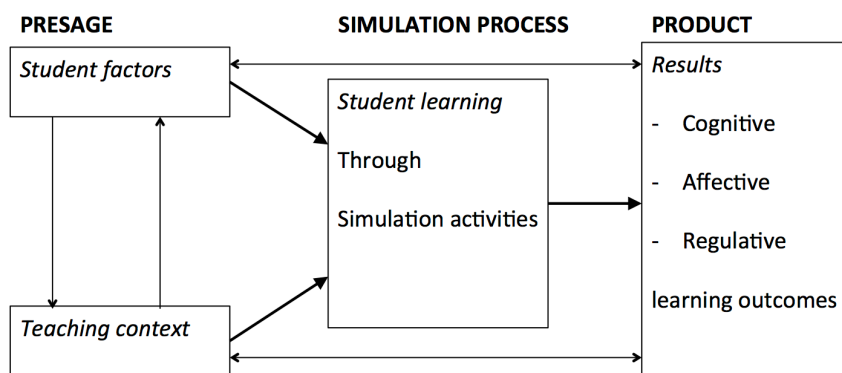 PRESAGE
SIMULATION PROCESS
PRODUCT
Student factors
Teaching context
Student learning
Through
Simulation activities
Results
- Cognitive
- Affective
- Regulative
learning outcomes